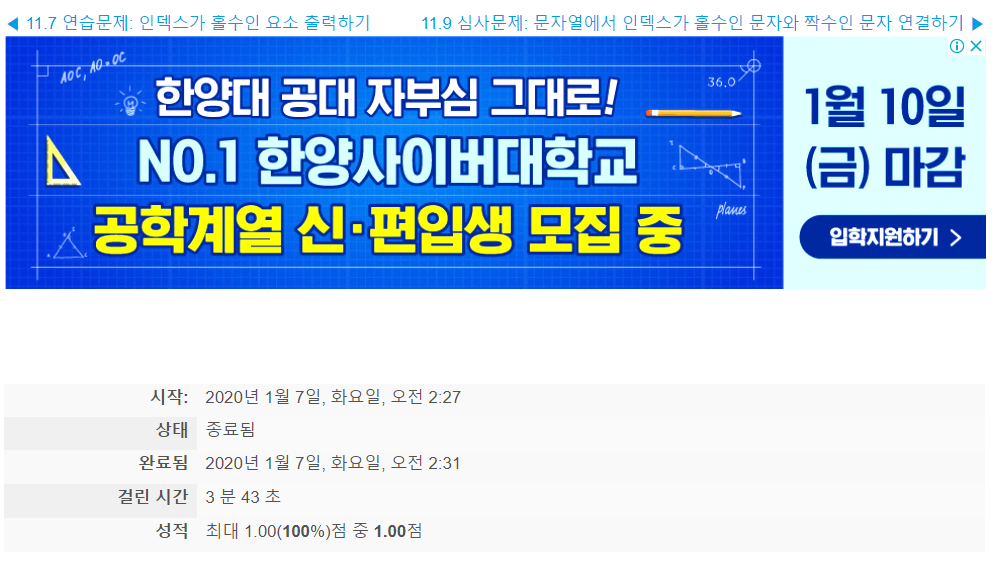 ◀ 11.7 연습문제: 인덱스가 홀수인 요소 출력하기
11.9 심사문제: 문자열에서 인덱스가 홀수인 문자와 짝수인 문자 연결하기 ▶
AOC, AO•OC
한양대 공대 자부심 그대로!
36.0
NO.1 한양사이버대학교
공학계열 신·편입생 모집 중
planes
1월 10일
(금) 마감
입학지원하기 >
시작: 2020년 1월 7일, 화요일, 오전 2:27
상태 종료됨
완료됨 2020년 1월 7일, 화요일, 오전 2:31
걸린 시간 3 분 43 초
성적 최대 1.00(100%)점 중 1.00점